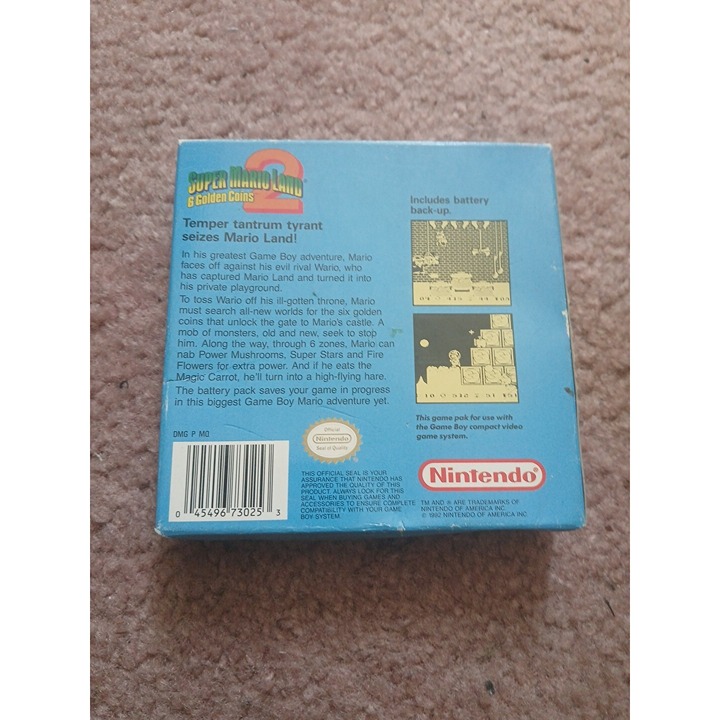 SUPER MARIO LAND 2
6 Golden Coins
Temper tantrum tyrant
seizes Mario Land!
In his greatest Game Boy adventure, Mario
faces off against his evil rival Wario, who
has captured Mario Land and turned it into
his private playground.
To toss Wario off his ill-gotten throne, Mario
must search all-new worlds for the six golden
coins that unlock the gate to Mario's castle. A
mob of monsters, old and new, seek to stop
him. Along the way, through 6 zones, Mario can
nab Power Mushrooms, Super Stars and Fire
Flowers for extra power. And if he eats the
Magic Carrot, he'll turn into a high-flying hare.
The battery pack saves your game in progress
in this biggest Game Boy Mario adventure yet.
Includes battery
back-up.
This game pak for use with
the Game Boy compact video
game system.
DMG P MQ
0 45496 73025 3
Official
Nintendo
Seal of Quality
THIS OFFICIAL SEAL IS YOUR
ASSURANCE THAT NINTENDO HAS
APPROVED THE QUALITY OF THIS
PRODUCT. ALWAYS LOOK FOR THIS
SEAL WHEN BUYING GAMES AND
ACCESSORIES TO ENSURE COMPLETE
COMPATIBILITY WITH YOUR GAME
BOY SYSTEM.
Nintendo®
TM AND ® ARE TRADEMARKS OF
NINTENDO OF AMERICA INC.
© 1992 NINTENDO OF AMERICA INC.